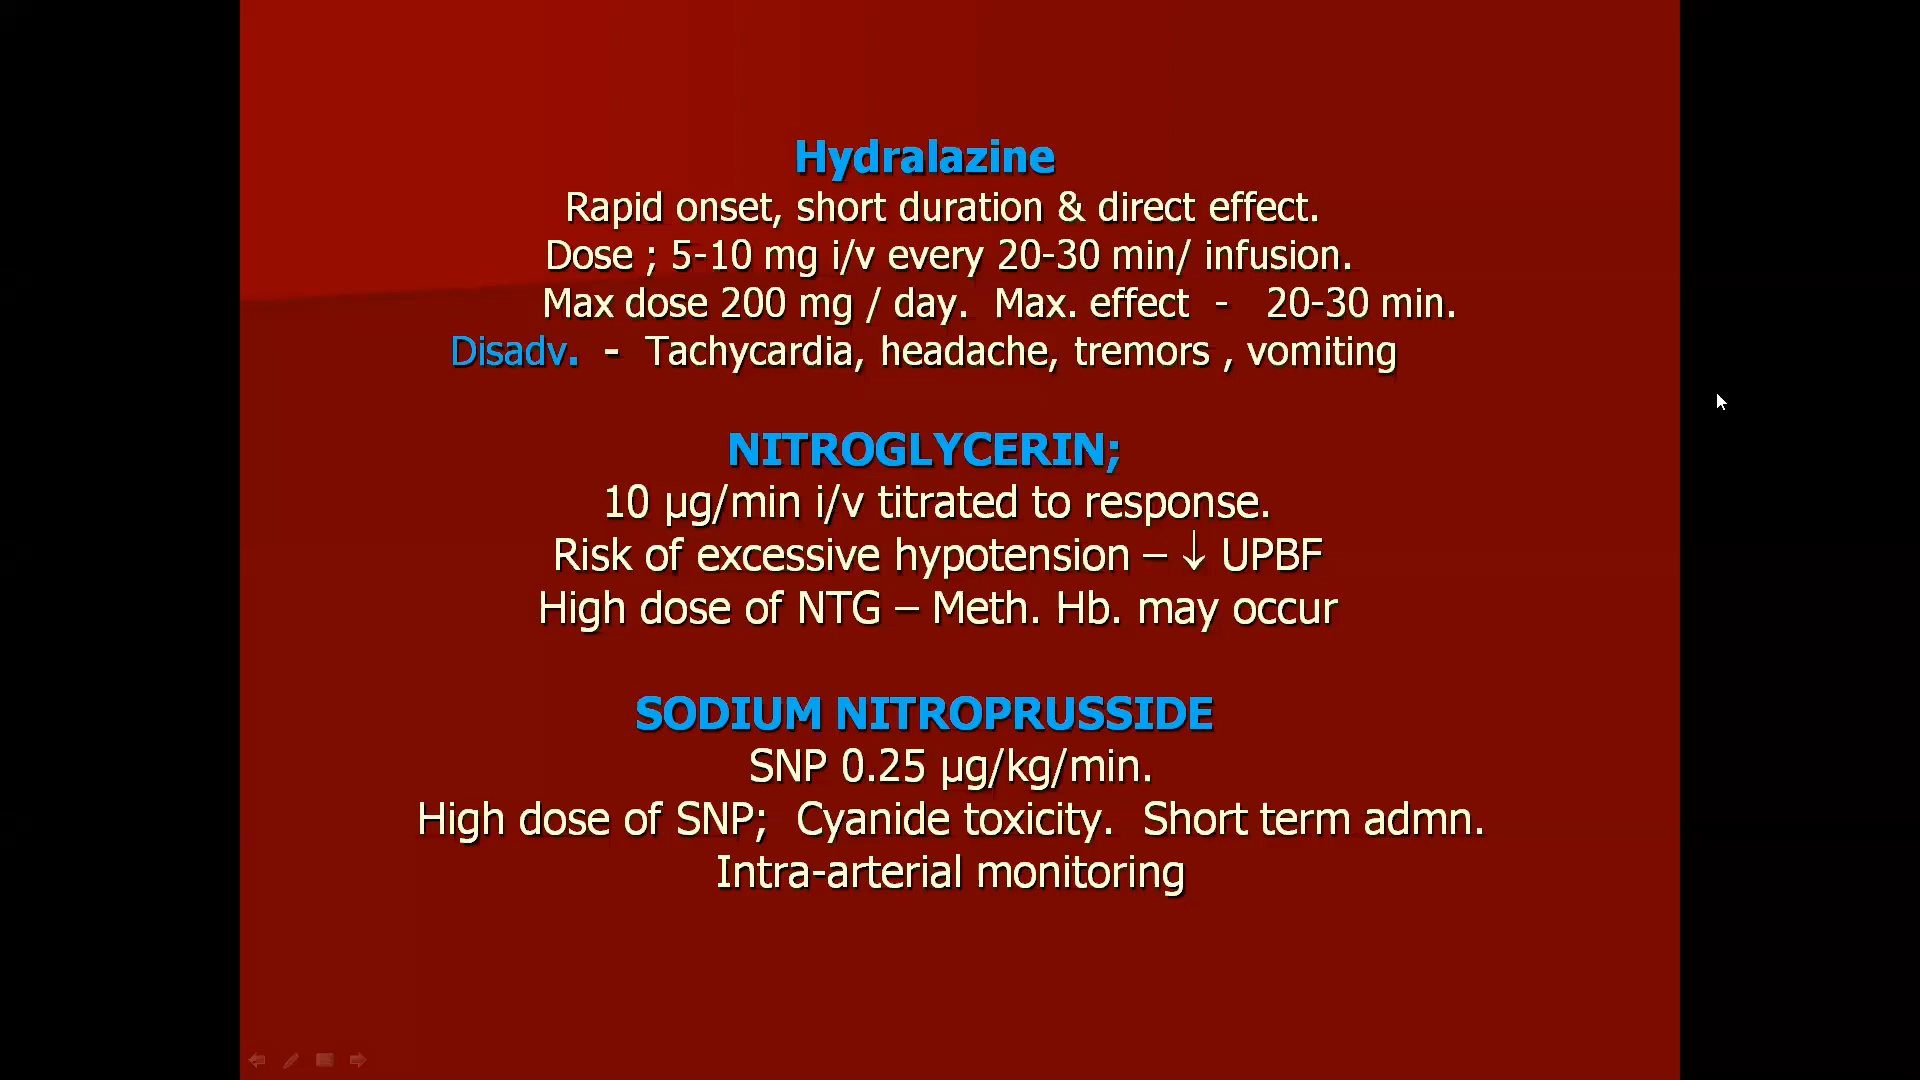 Hydralazine
Rapid onset, short duration & direct effect.
Dose ; 5-10 mg i/v every 20-30 min/ infusion.
Max dose 200 mg / day.  Max. effect  -   20-30 min.
Disadv.  -  Tachycardia, headache, tremors , vomiting
NITROGLYCERIN;
10 µg/min i/v titrated to response.
Risk of excessive hypotension – ↓ UPBF
High dose of NTG – Meth. Hb. may occur
SODIUM NITROPRUSSIDE
SNP 0.25 µg/kg/min.
High dose of SNP;  Cyanide toxicity.  Short term admn.
Intra-arterial monitoring